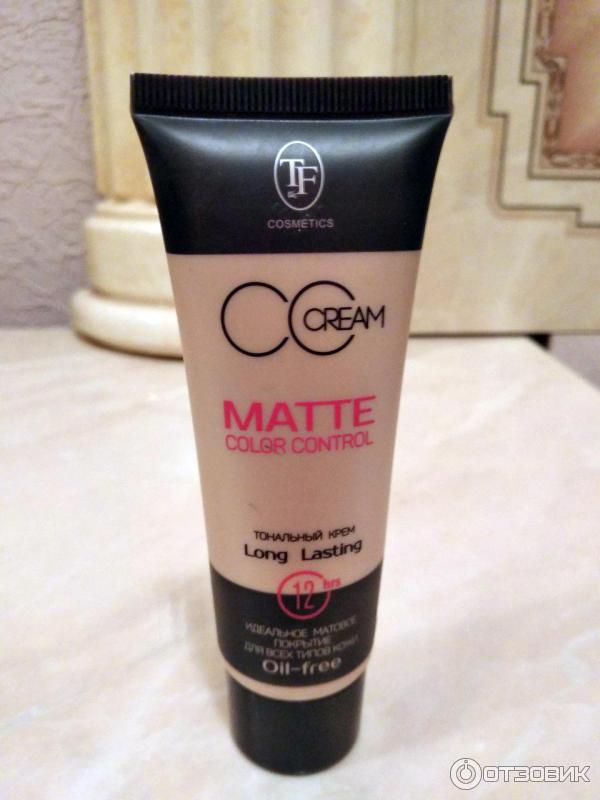 TF
COSMETICS
CC CREAM
MATTE
COLOR CONTROL
ТОНАЛЬНЫЙ КРЕМ
Long Lasting
12 hrs
ИДЕАЛЬНОЕ МАТОВОЕ
ПОКРЫТИЕ
ДЛЯ ВСЕХ ТИПОВ КОЖИ
Oil-free
ОТЗОВИК